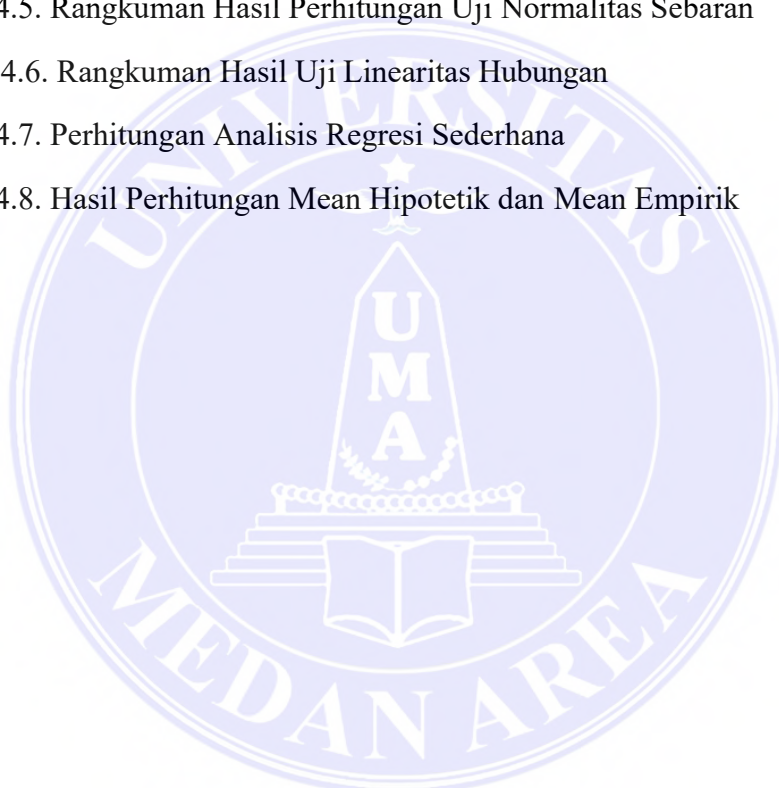 4.5. Rangkuman Hasil Perhitungan Uji Normalitas Sebaran
4.6. Rangkuman Hasil Uji Linearitas Hubungan
4.7. Perhitungan Analisis Regresi Sederhana
4.8. Hasil Perhitungan Mean Hipotetik dan Mean Empirik
UNIVERSITAS
U
M
A
MEDAN AREA